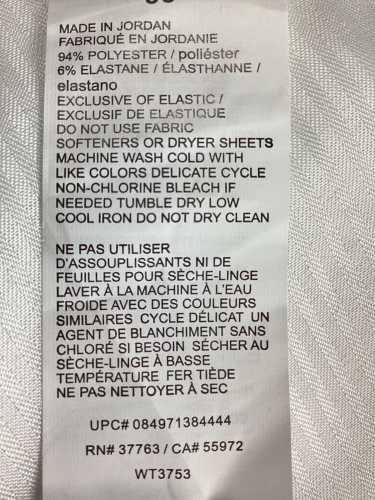 MADE IN JORDAN
FABRIQUÉ EN JORDANIE
94% POLYESTER / poliéster
6% ELASTANE / ÉLASTHANNE /
elastano
EXCLUSIVE OF ELASTIC /
EXCLUSIF DE ELASTIQUE
DO NOT USE FABRIC
SOFTENERS OR DRYER SHEETS
MACHINE WASH COLD WITH
LIKE COLORS DELICATE CYCLE
NON-CHLORINE BLEACH IF
NEEDED TUMBLE DRY LOW
COOL IRON DO NOT DRY CLEAN
NE PAS UTILISER
D'ASSOUPLISSANTS NI DE
FEUILLES POUR SÈCHE-LINGE
LAVER À LA MACHINE À L'EAU
FROIDE AVEC DES COULEURS
SIMILAIRES CYCLE DÉLICAT UN
AGENT DE BLANCHIMENT SANS
CHLORÉ SI BESOIN SÉCHER AU
SÈCHE-LINGE À BASSE
TEMPÉRATURE FER TIÈDE
NE PAS NETTOYER À SEC
UPC# 084971384444
RN# 37763 / CA# 55972
WT3753